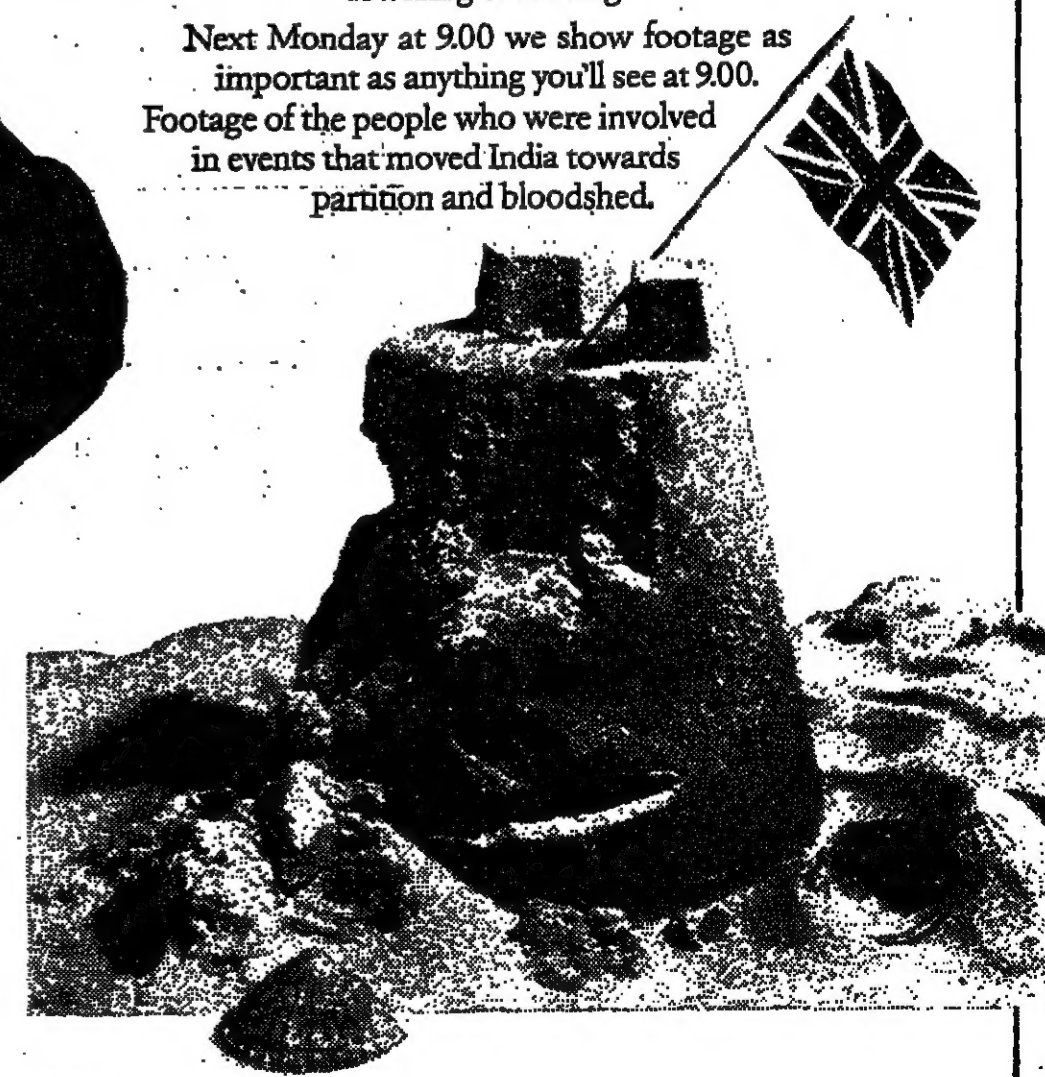 Next Monday at 9.00 we show footage as
important as anything you'll see at 9.00.
Footage of the people who were involved
in events that moved India towards
partition and bloodshed.